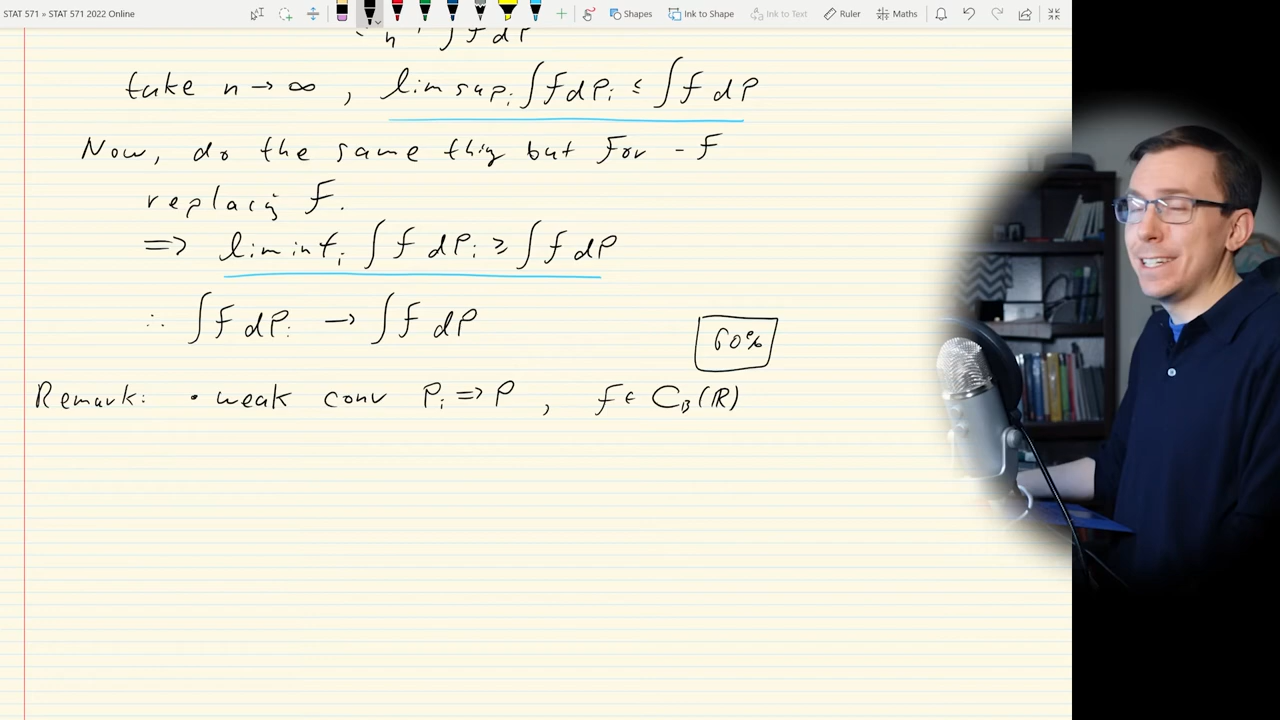 STAT 571 » STAT 571 2022 Online
Shapes
Ink to Shape
Ink to Text
Ruler
Maths
take n → ∞ , lim sup_i ∫ f dP_i ≤ ∫ f dP
Now, do the same thig but for - f
replacig f.
=> lim inf_i ∫ f dP_i ≥ ∫ f dP
∴ ∫ f dP_i → ∫ f dP
60%
Remark: • weak conv P_i => P , f ∈ C_B(ℝ)